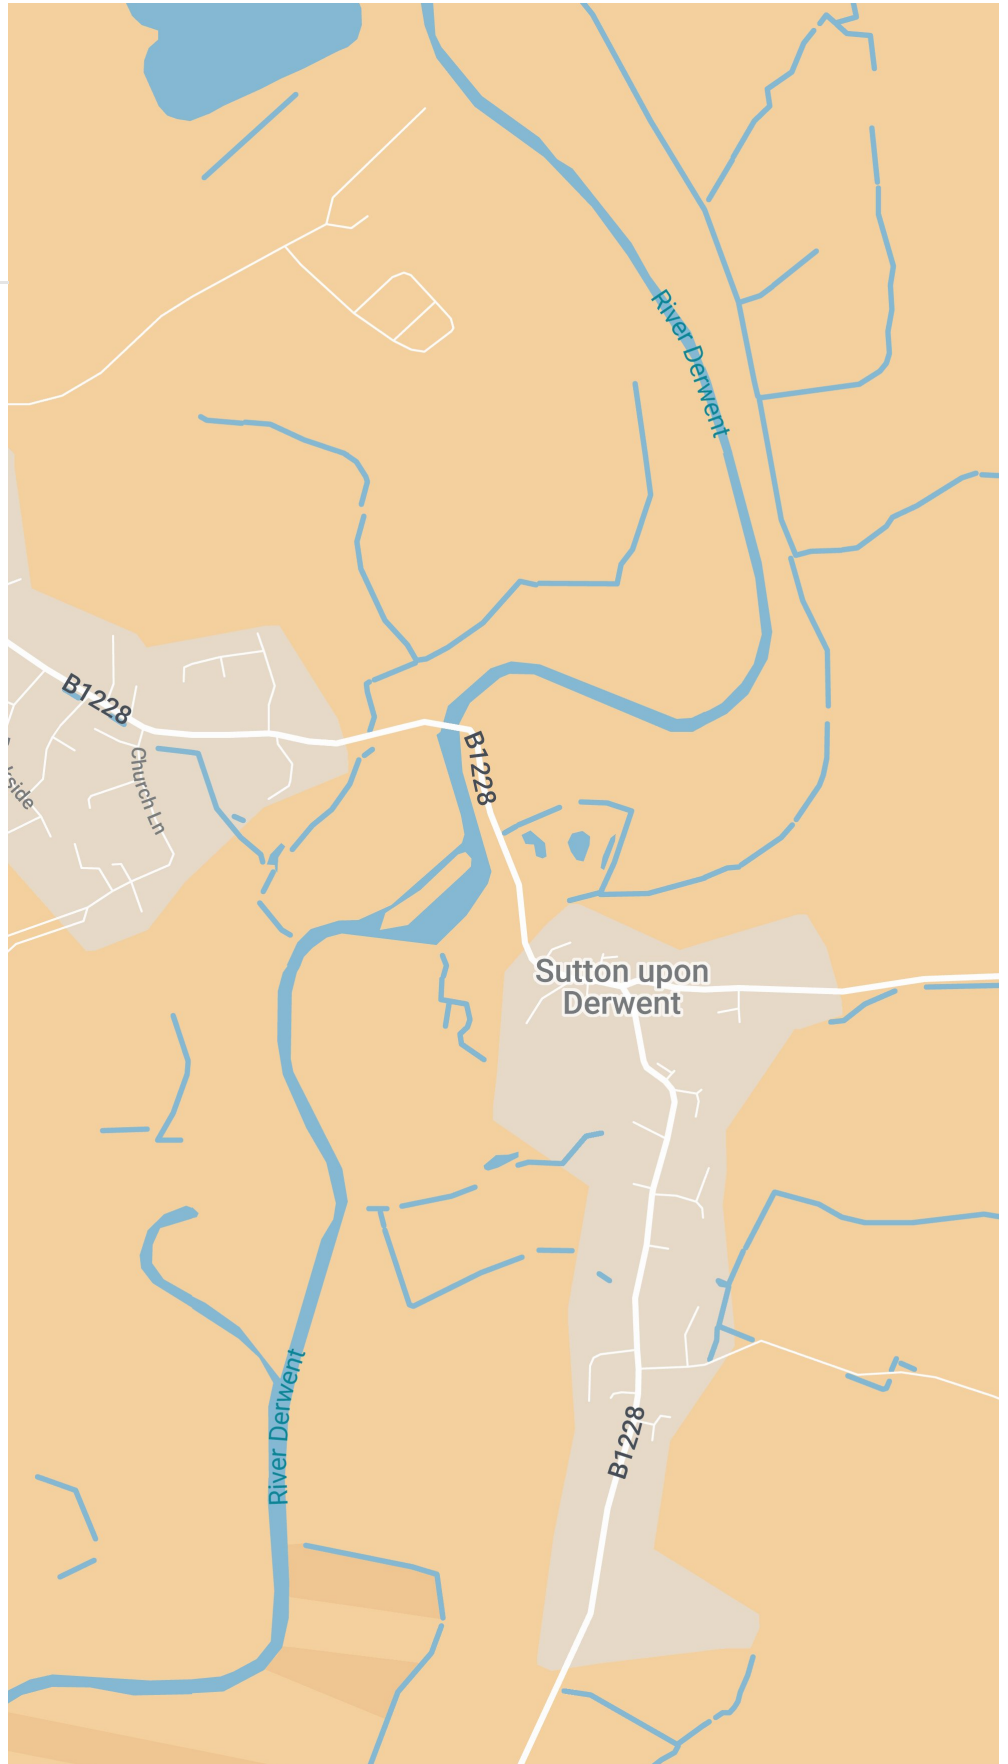 River Derwent
B1228
B1228
Church Ln
Sutton upon
Derwent
River Derwent
B1228